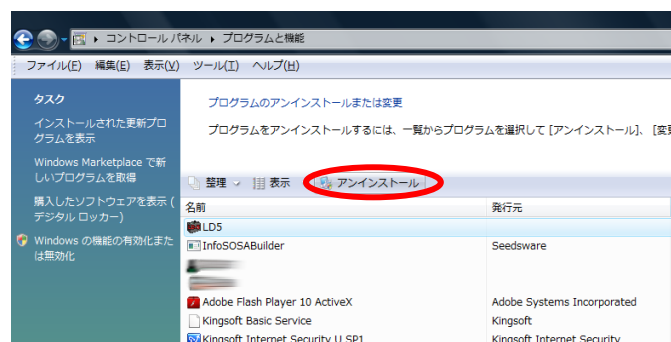 コントロール パネル ▸ プログラムと機能
ファイル(F) 編集(E) 表示(V) ツール(T) ヘルプ(H)
タスク
インストールされた更新プロ
グラムを表示
Windows Marketplace で新
しいプログラムを取得
購入したソフトウェアを表示 (
デジタル ロッカー)
Windows の機能の有効化また
は無効化
プログラムのアンインストールまたは変更
プログラムをアンインストールするには、一覧からプログラムを選択して [アンインストール]、 [変更
整理 表示 アンインストール
名前 発行元
LD5
InfoSOSABuilder Seedsware
Adobe Flash Player 10 ActiveX Adobe Systems Incorporated
Kingsoft Basic Service Kingsoft
Kingsoft Internet Security U SP1 Kingsoft Internet Security